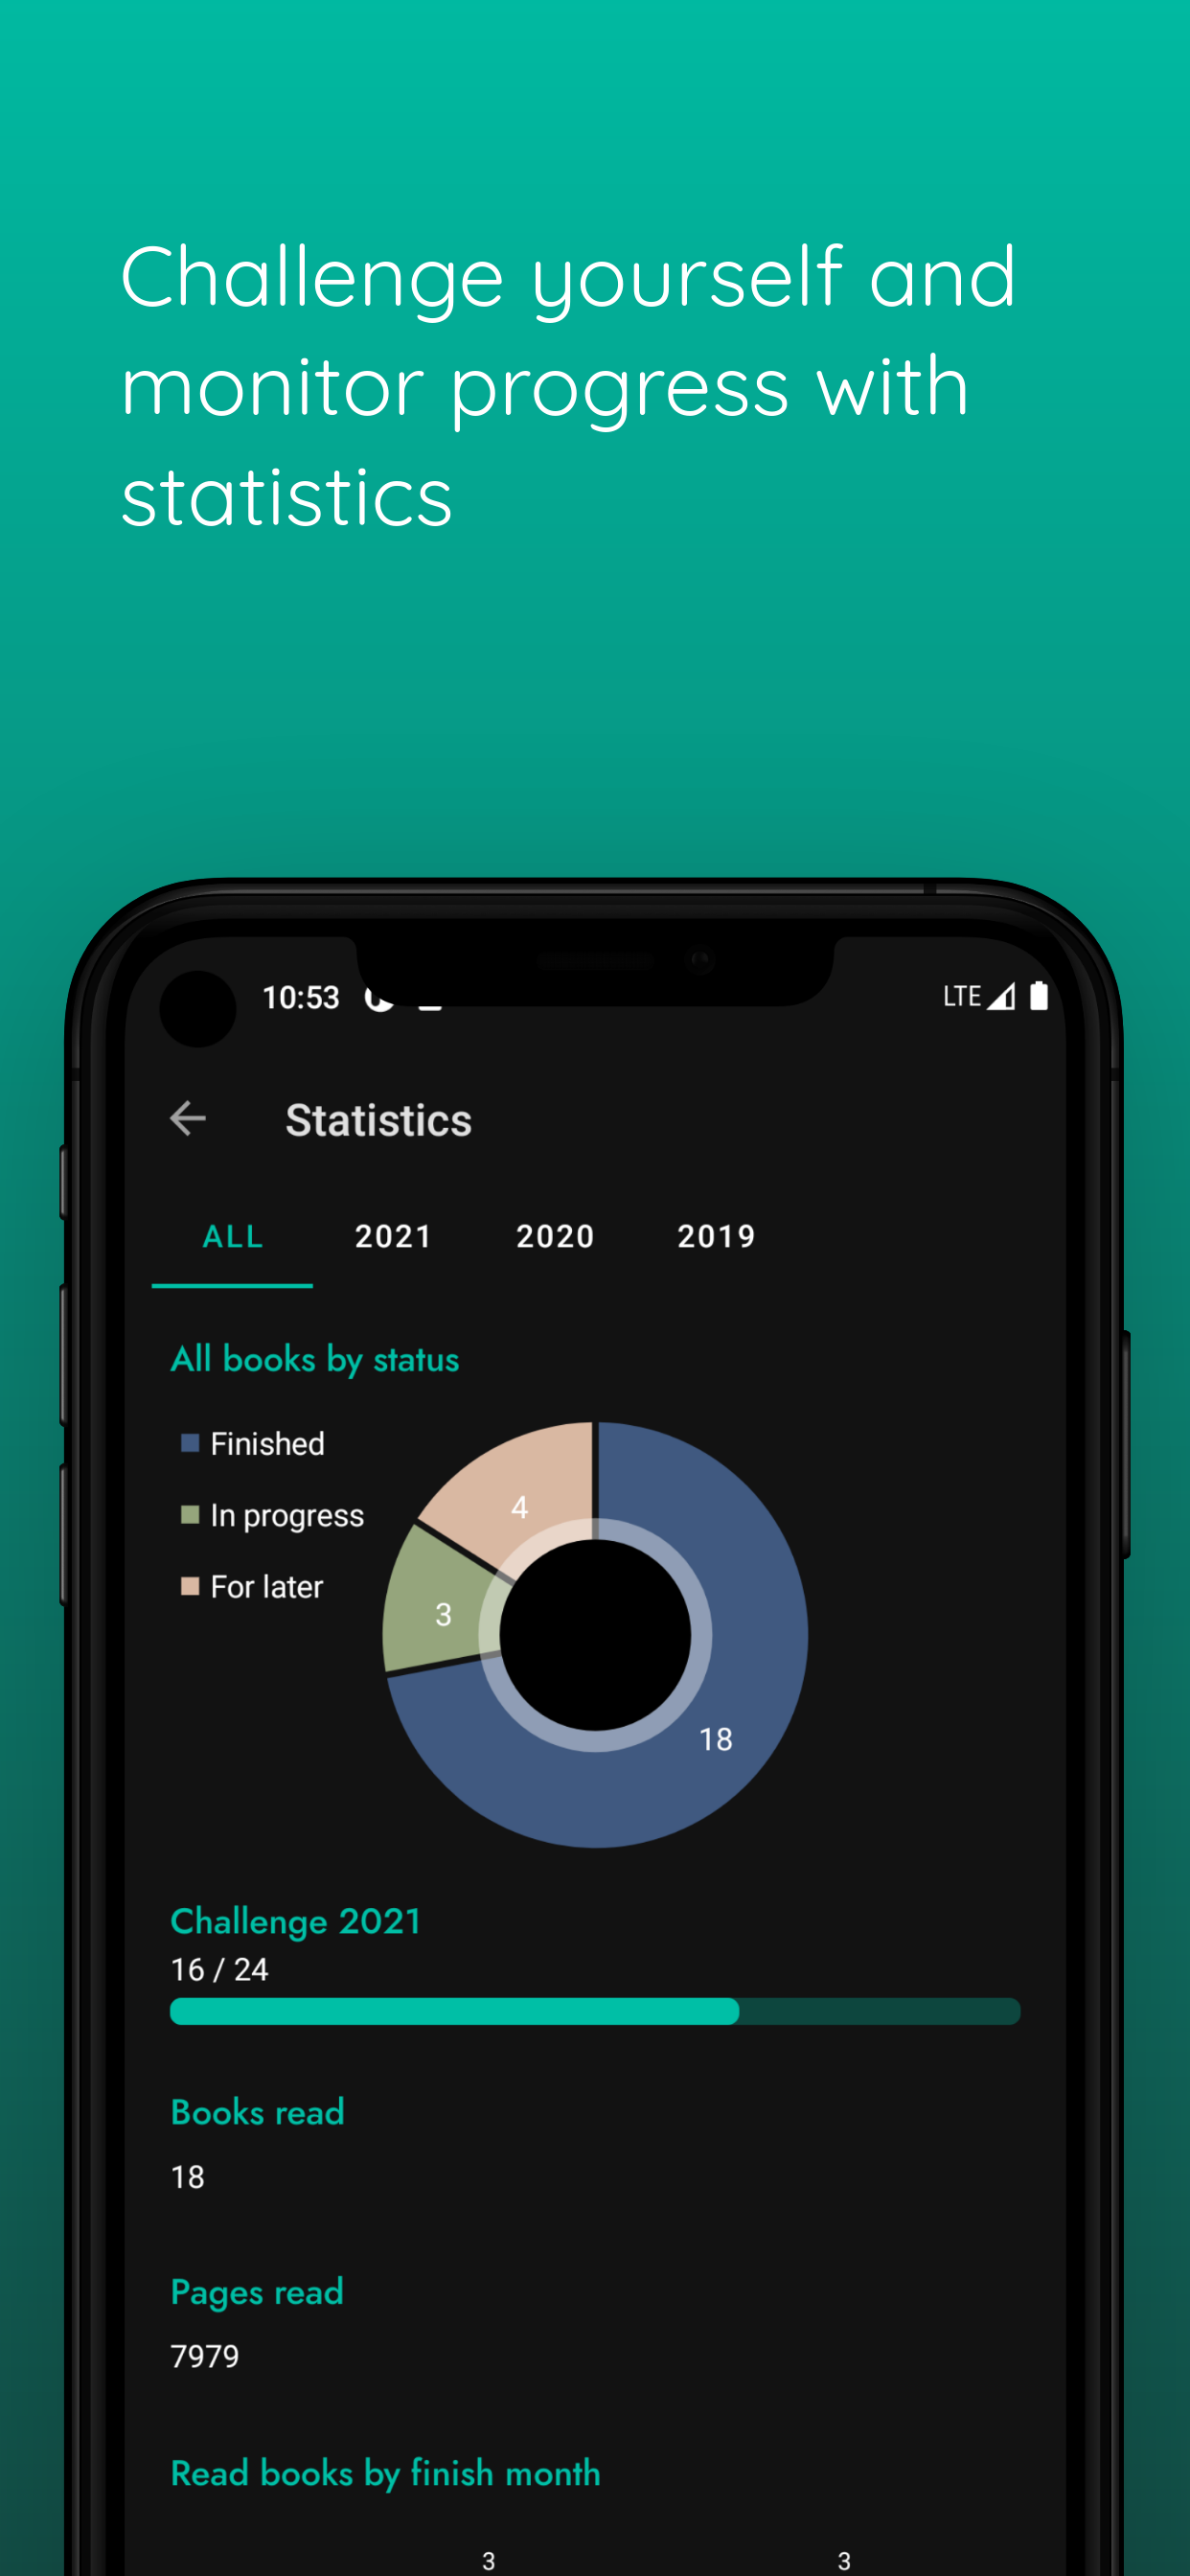 Challenge yourself and
monitor progress with
statistics
10:53
LTE
Statistics
ALL 2021 2020 2019
All books by status
Finished
In progress
For later
4
3
18
Challenge 2021
16 / 24
Books read
18
Pages read
7979
Read books by finish month
3 3